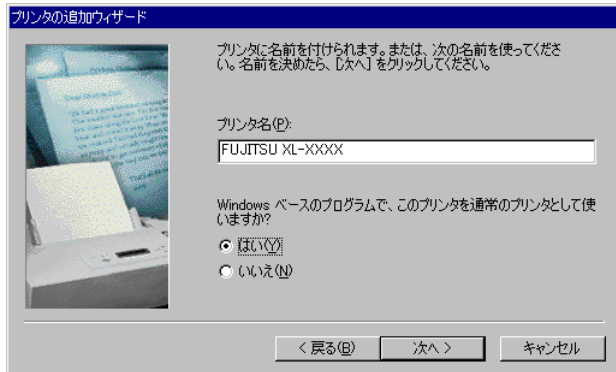 プリンタの追加ウィザード
プリンタに名前を付けられます。または、次の名前を使ってくださ
い。名前を決めたら、[次へ] をクリックしてください。
プリンタ名(P):
FUJITSU XL-XXXX
Windows ベースのプログラムで、このプリンタを通常のプリンタとして使
いますか?
はい(Y)
いいえ(N)
< 戻る(B)
次へ >
キャンセル